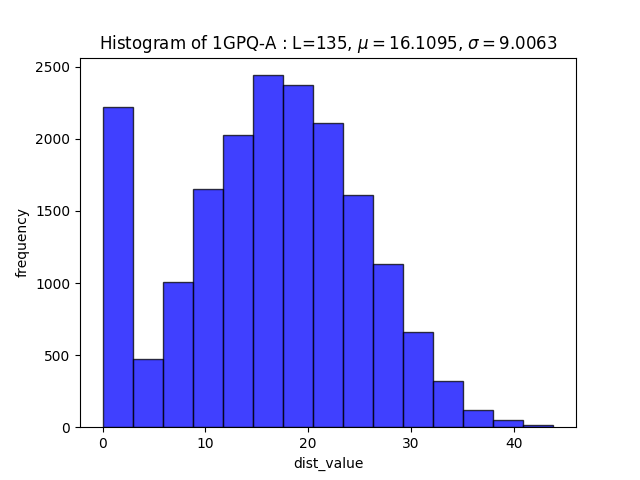 Histogram of 1GPQ-A : L=135, μ = 16.1095, σ = 9.0063
2500
2000
1500
1000
500
0
frequency
0 10 20 30 40
dist_value